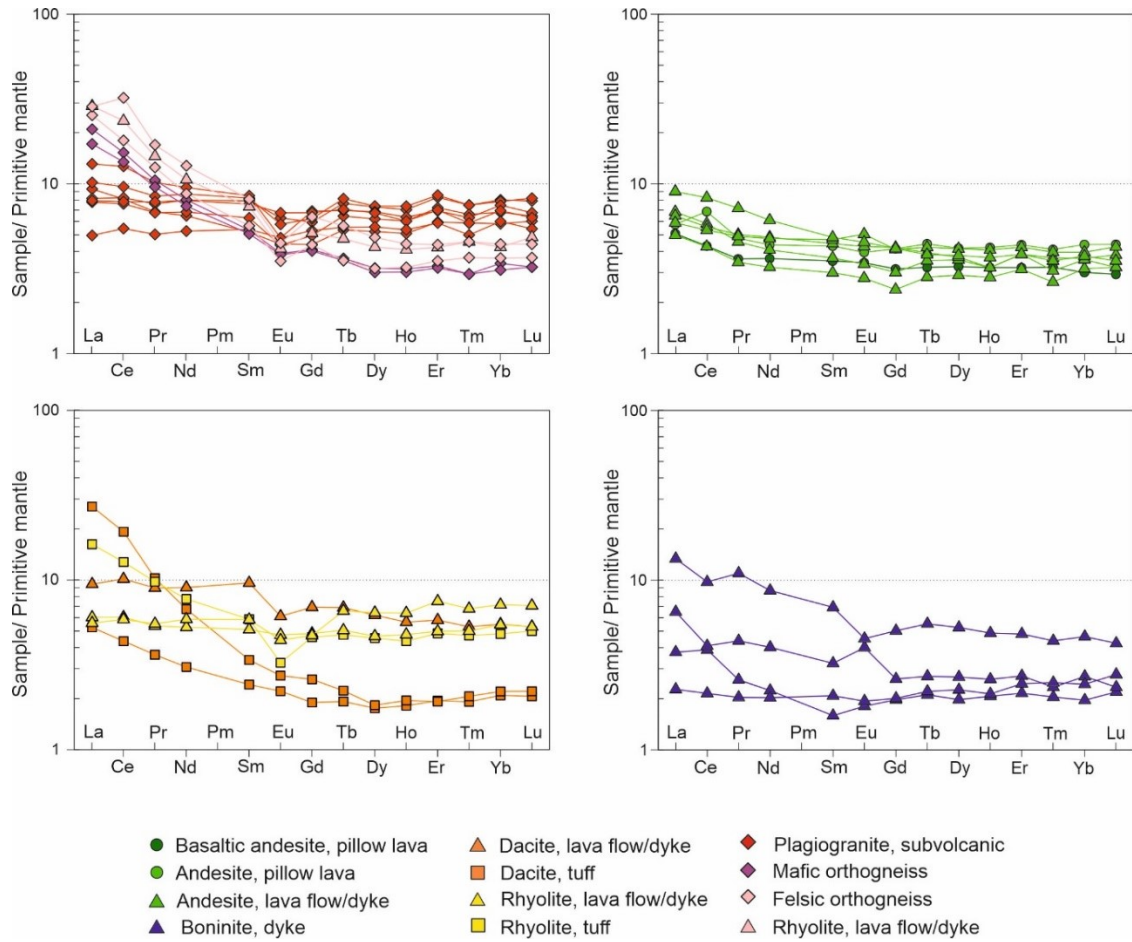 100
10
1
Sample/ Primitive mantle
La Pr Pm Sm Eu Gd Tb Ho Tm Lu
Ce Nd Dy Er Yb
100
10
1
Sample/ Primitive mantle
La Pr Pm Eu Tb Ho Tm Lu
Ce Nd Sm Gd Dy Er Yb
100
10
1
Sample/ Primitive mantle
La Pr Pm Eu Tb Ho Tm Lu
Ce Nd Sm Gd Dy Er Yb
100
10
1
Sample/ Primitive mantle
La Pr Pm Eu Tb Ho Tm Lu
Ce Nd Sm Gd Dy Er Yb
Basaltic andesite, pillow lava
Andesite, pillow lava
Andesite, lava flow/dyke
Boninite, dyke
Dacite, lava flow/dyke
Dacite, tuff
Rhyolite, lava flow/dyke
Rhyolite, tuff
Plagiogranite, subvolcanic
Mafic orthogneiss
Felsic orthogneiss
Rhyolite, lava flow/dyke